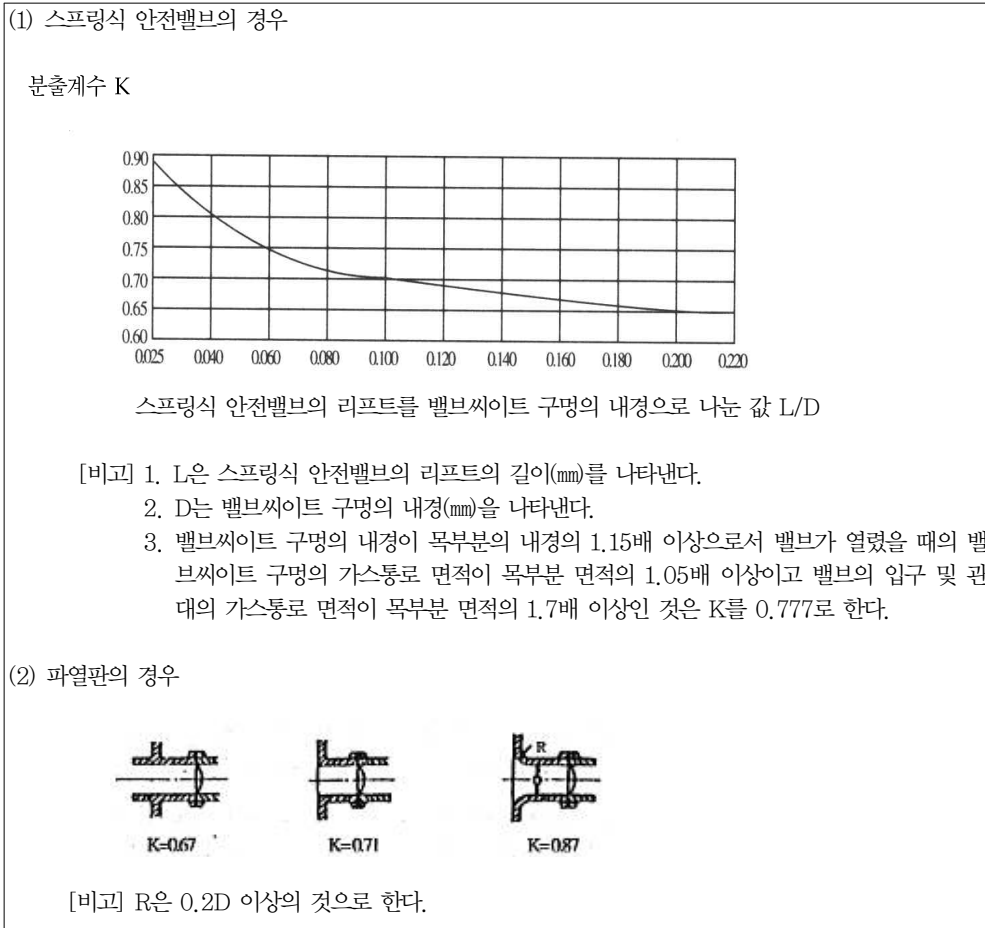 (1) 스프링식 안전밸브의 경우
분출계수 K
0.90
0.85
0.80
0.75
0.70
0.65
0.60
0.025 0.040 0.060 0.080 0.100 0.120 0.140 0.160 0.180 0.200 0.220
스프링식 안전밸브의 리프트를 밸브씨이트 구멍의 내경으로 나눈 값 L/D
[비고] 1. L은 스프링식 안전밸브의 리프트의 길이(㎜)를 나타낸다.
2. D는 밸브씨이트 구멍의 내경(㎜)을 나타낸다.
3. 밸브씨이트 구멍의 내경이 목부분의 내경의 1.15배 이상으로서 밸브가 열렸을 때의 밸
브씨이트 구멍의 가스통로 면적이 목부분 면적의 1.05배 이상이고 밸브의 입구 및 관
대의 가스통로 면적이 목부분 면적의 1.7배 이상인 것은 K를 0.777로 한다.
(2) 파열판의 경우
R
K=0.67 K=0.71 K=0.87
[비고] R은 0.2D 이상의 것으로 한다.